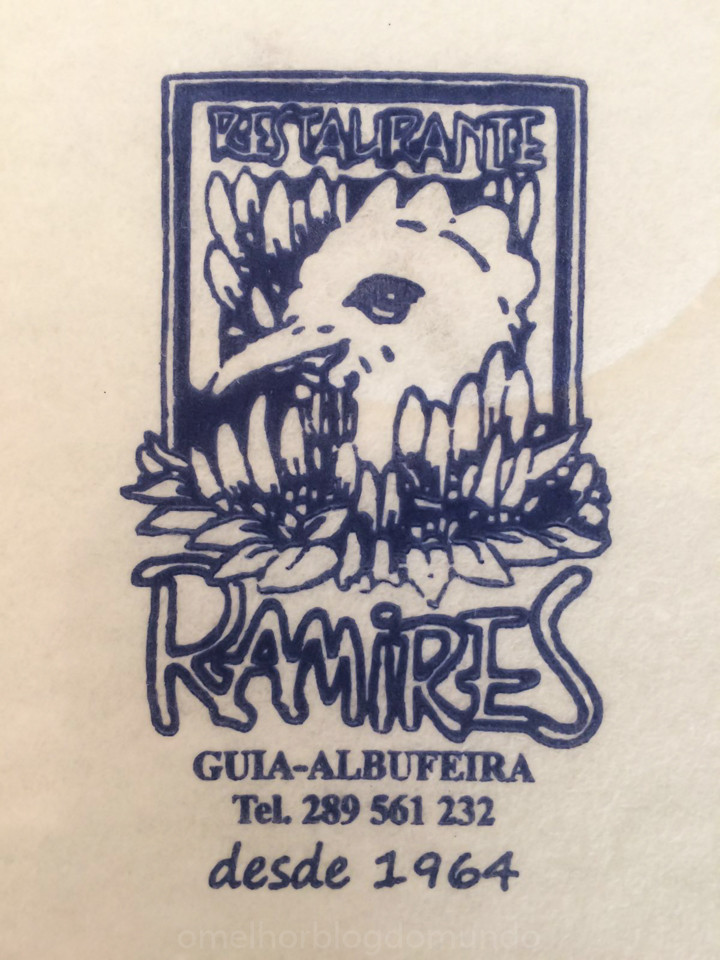 RESTAURANTE
RAMiRES
GUIA-ALBUFEIRA
Tel. 289 561 232
desde 1964
omelhorblogdomundo